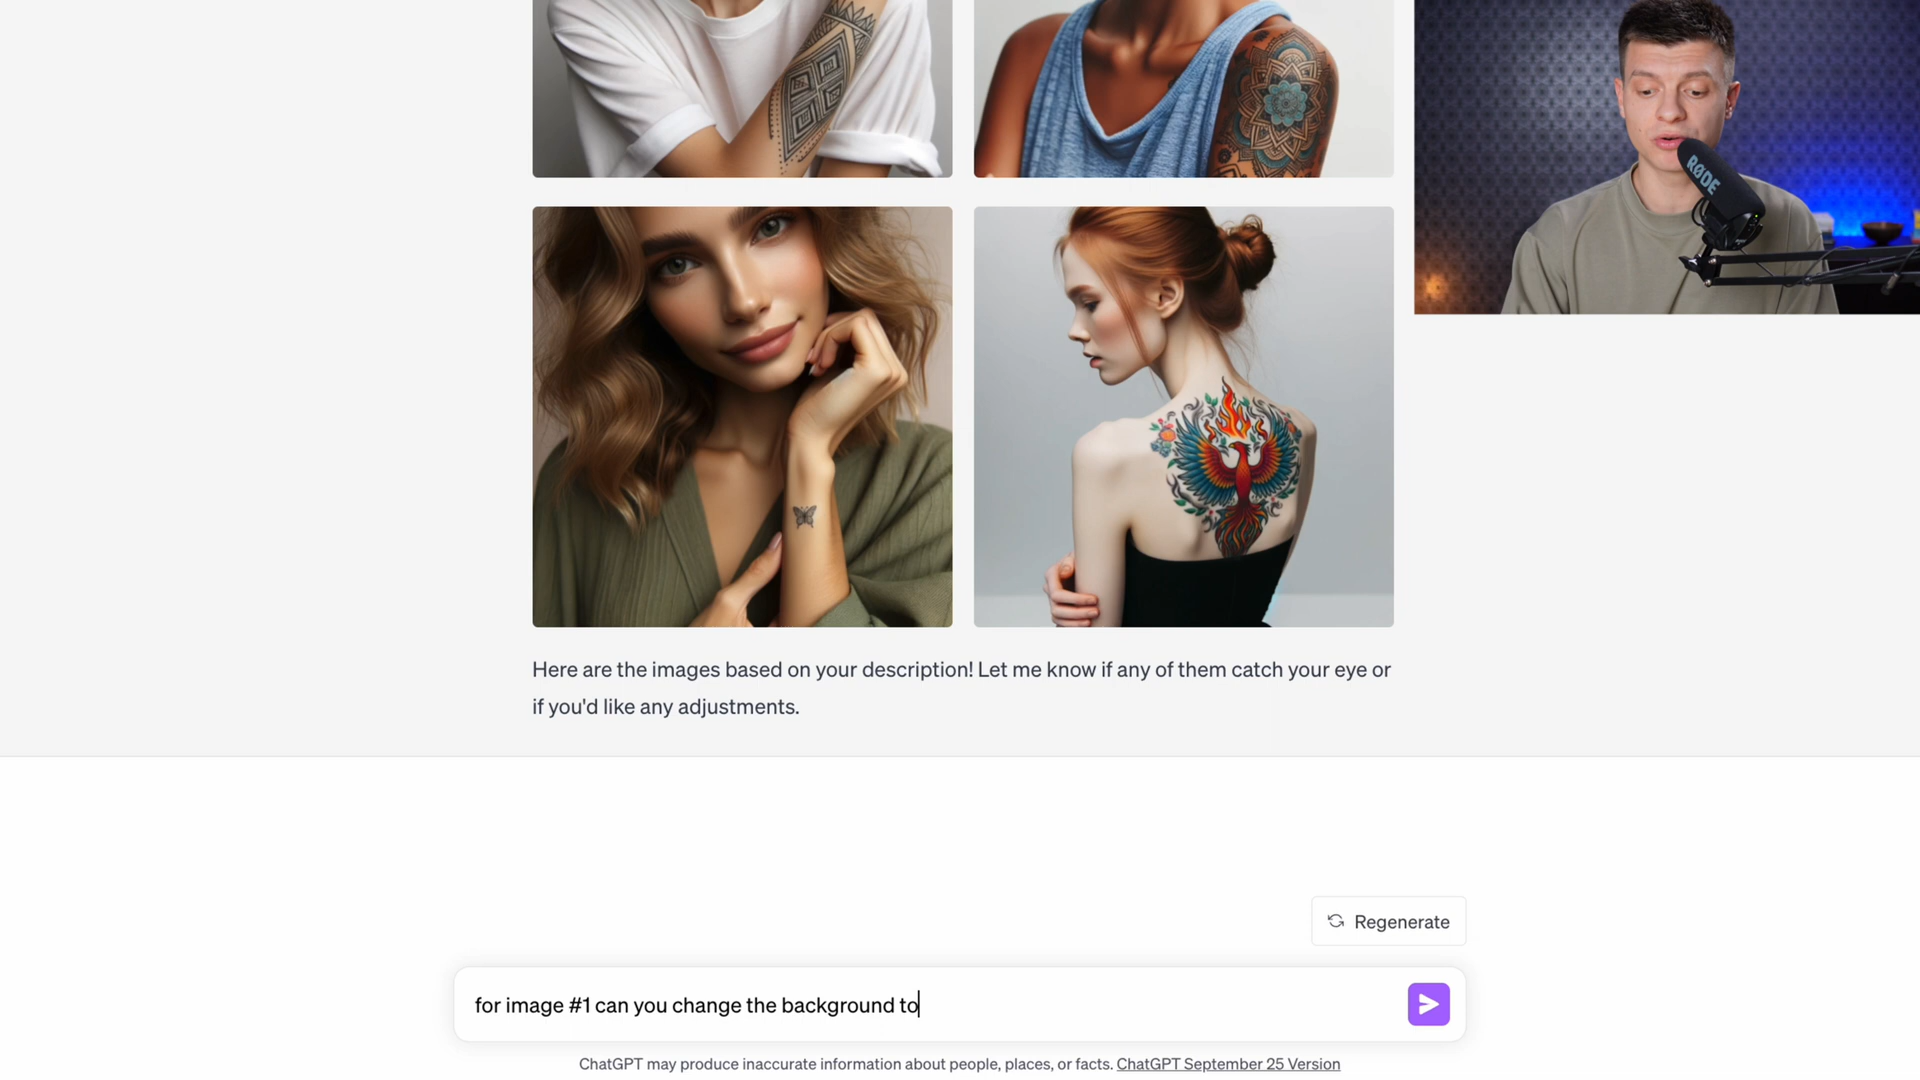 RØDE
Here are the images based on your description! Let me know if any of them catch your eye or
if you'd like any adjustments.
Regenerate
for image #1 can you change the background to
ChatGPT may produce inaccurate information about people, places, or facts. ChatGPT September 25 Version